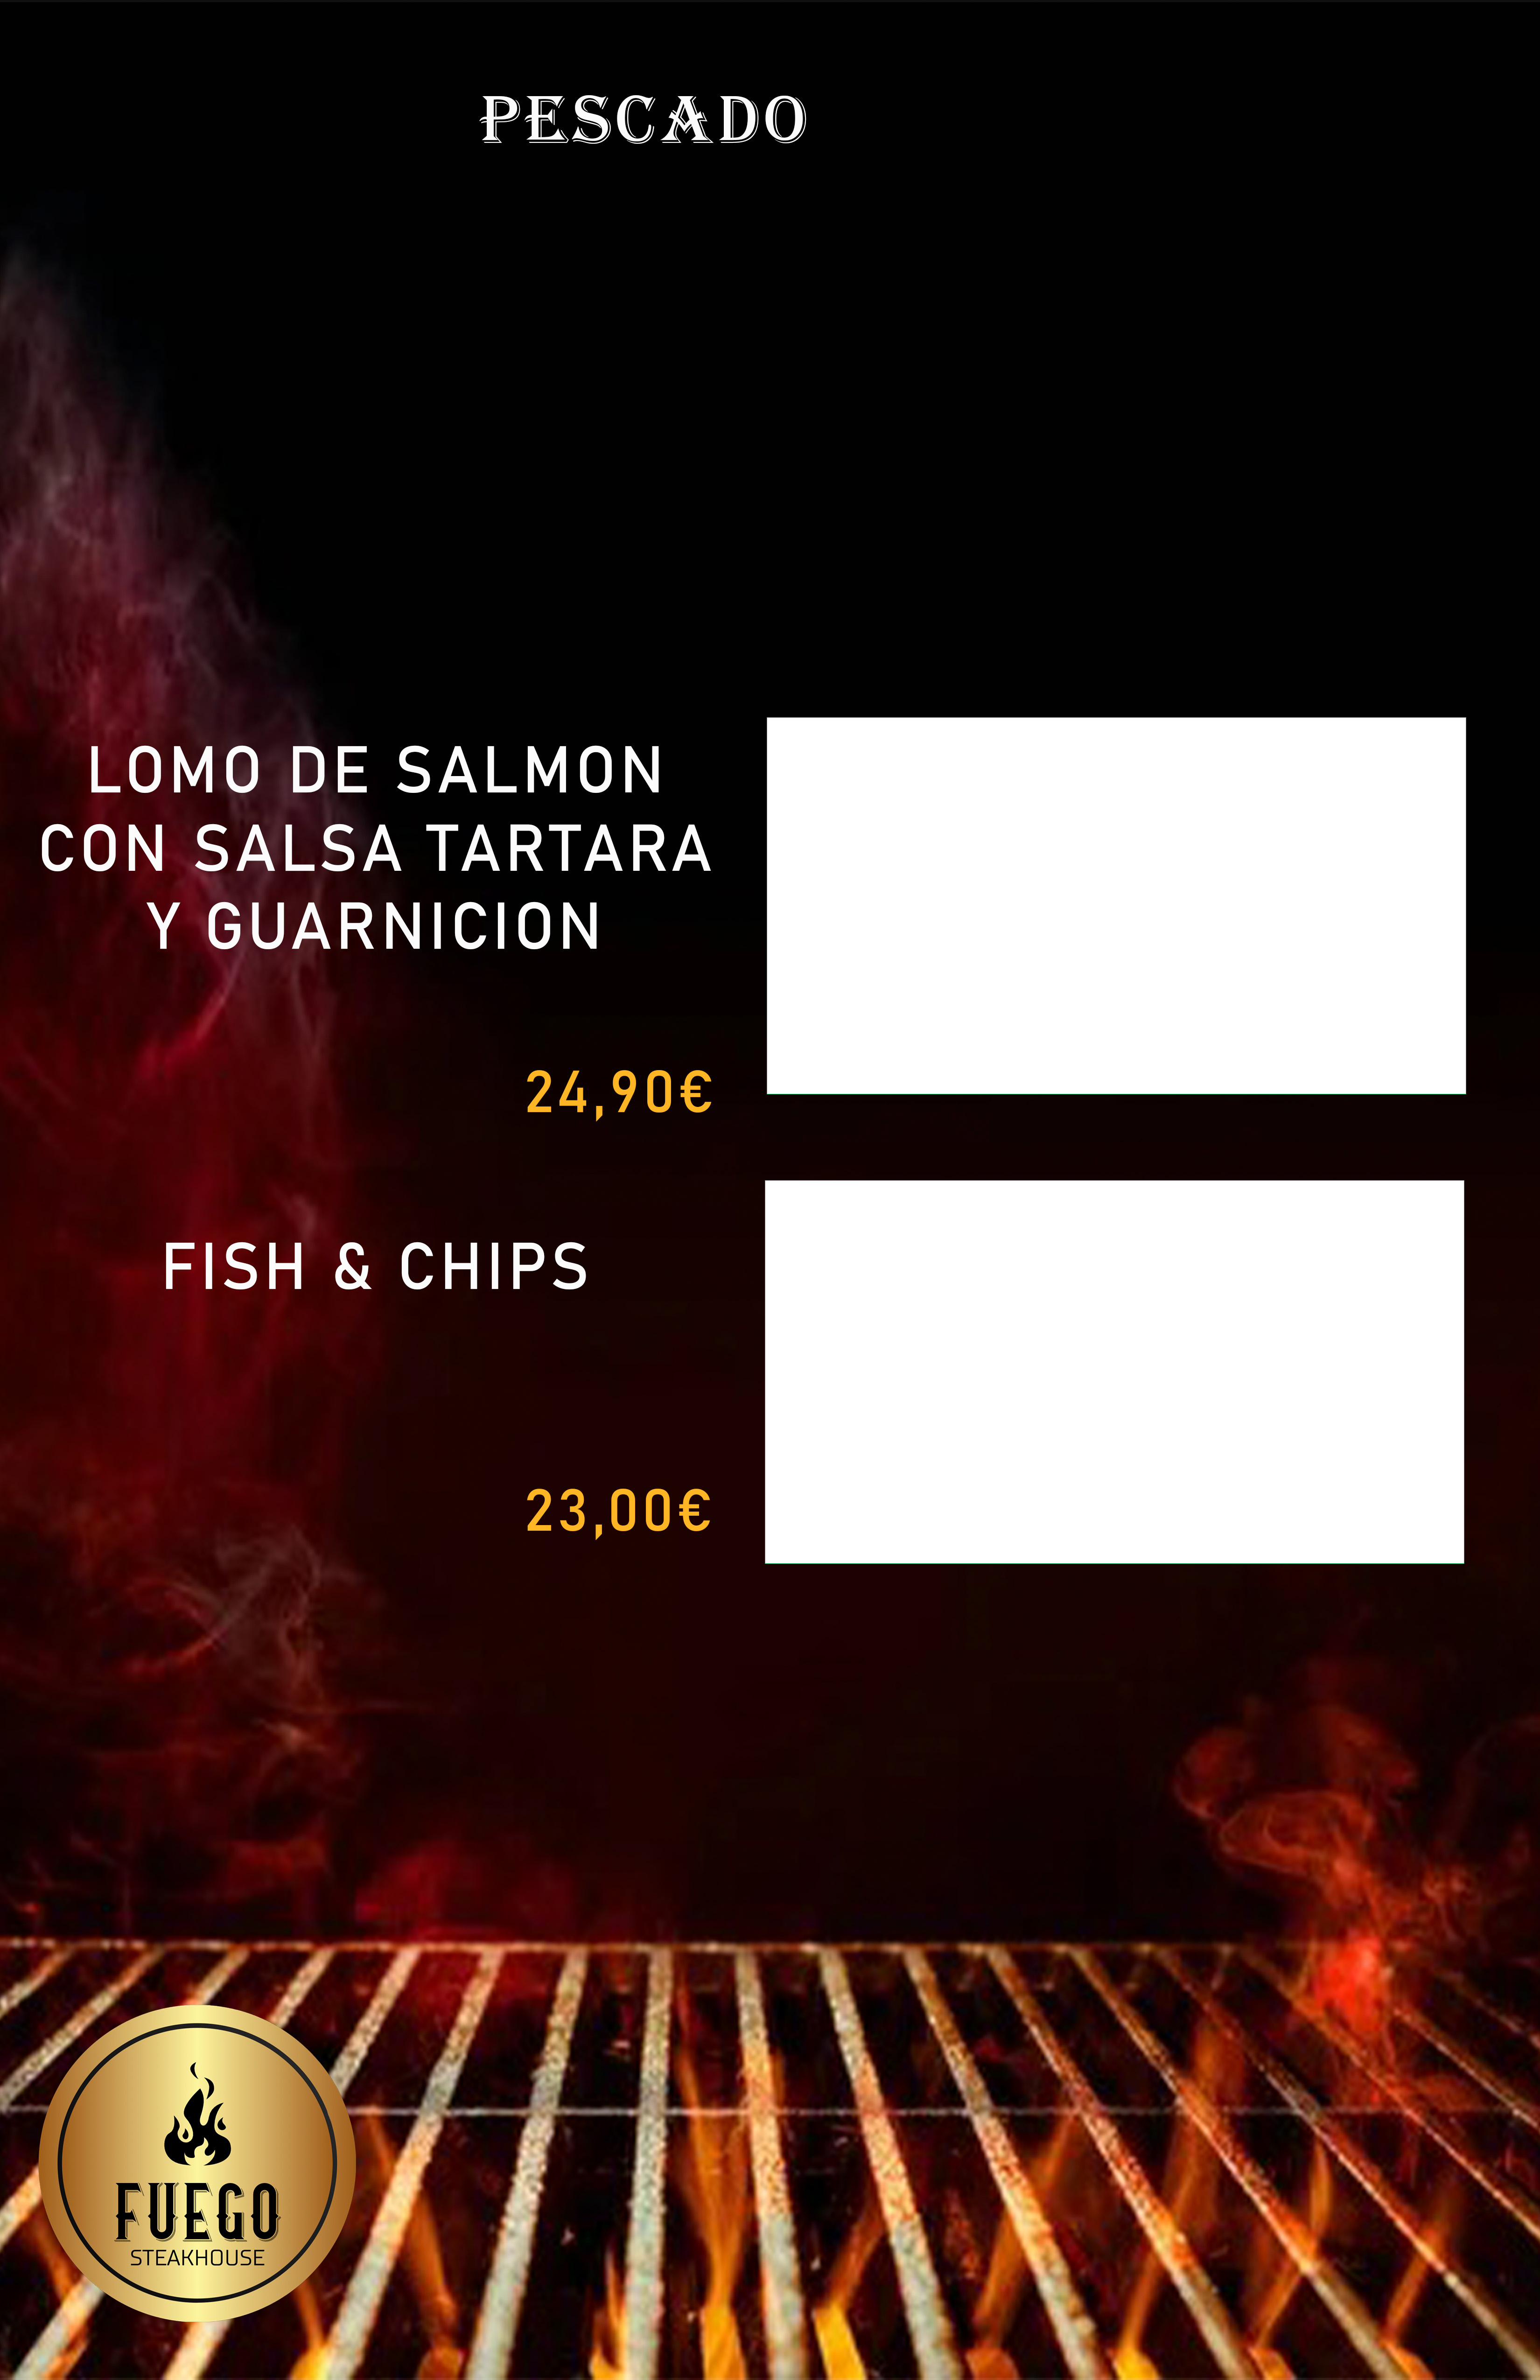 PESCADO
LOMO DE SALMON
CON SALSA TARTARA
Y GUARNICION
24,90€
FISH & CHIPS
23,00€
FUEGO
STEAKHOUSE